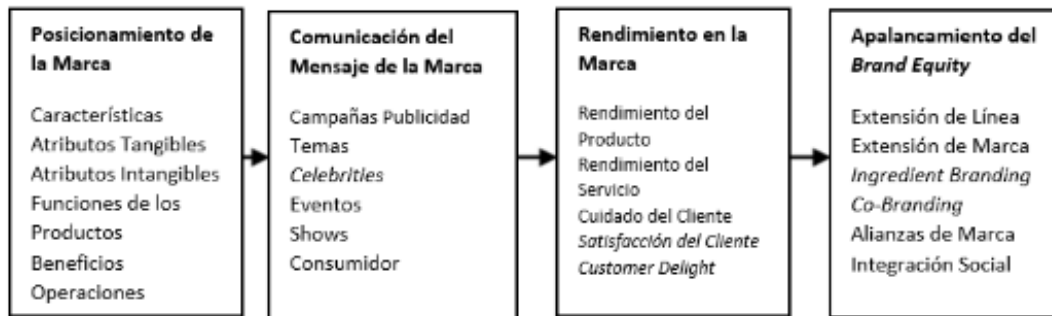 Posicionamiento de
la Marca
Características
Atributos Tangibles
Atributos Intangibles
Funciones de los
Productos
Beneficios
Operaciones
Comunicación del
Mensaje de la Marca
Campañas Publicidad
Temas
Celebrities
Eventos
Shows
Consumidor
Rendimiento en la
Marca
Rendimiento del
Producto
Rendimiento del
Servicio
Cuidado del Cliente
Satisfacción del Cliente
Customer Delight
Apalancamiento del
Brand Equity
Extensión de Línea
Extensión de Marca
Ingredient Branding
Co-Branding
Alianzas de Marca
Integración Social